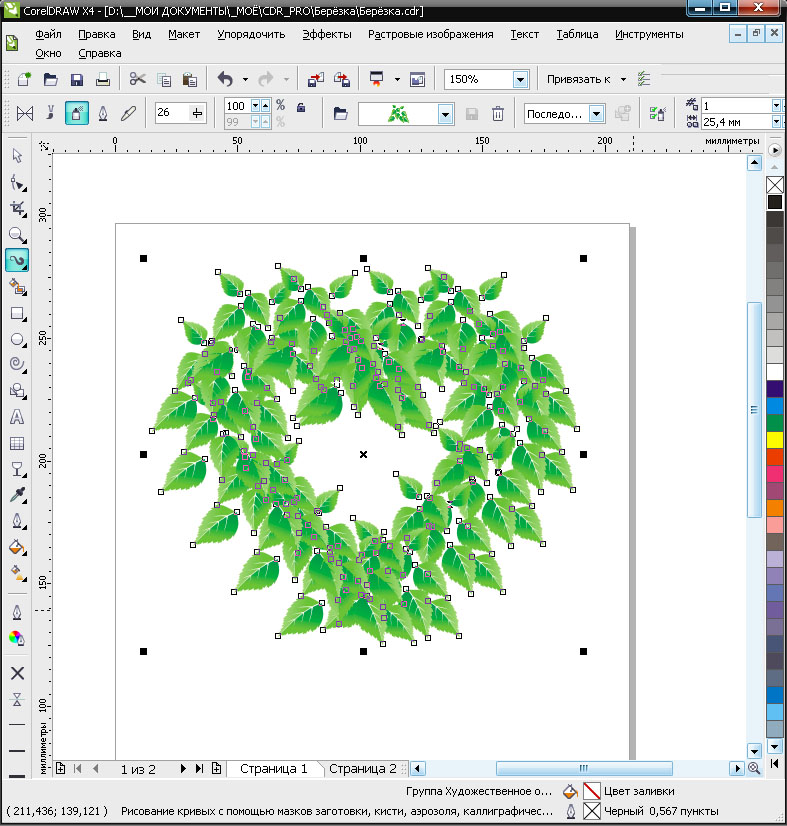 CorelDRAW X4 - [D:\__МОИ ДОКУМЕНТЫ\_МОЁ\CDR_PRO\Берёзка\Берёзка.cdr]
Файл Правка Вид Макет Упорядочить Эффекты Растровые изображения Текст Таблица Инструменты
Окно Справка
150% Привязать к
26 100 % 99 % Последо... 1 25,4 мм
0 50 100 150 200 миллиметры
300
250
200
150
100
миллиметры
1 из 2 Страница 1 Страница 2
Группа Художественное о... Цвет заливки
( 211,436; 139,121 ) Рисование кривых с помощью мазков заготовки, кисти, аэрозоля, каллиграфичес... Черный 0,567 пункты